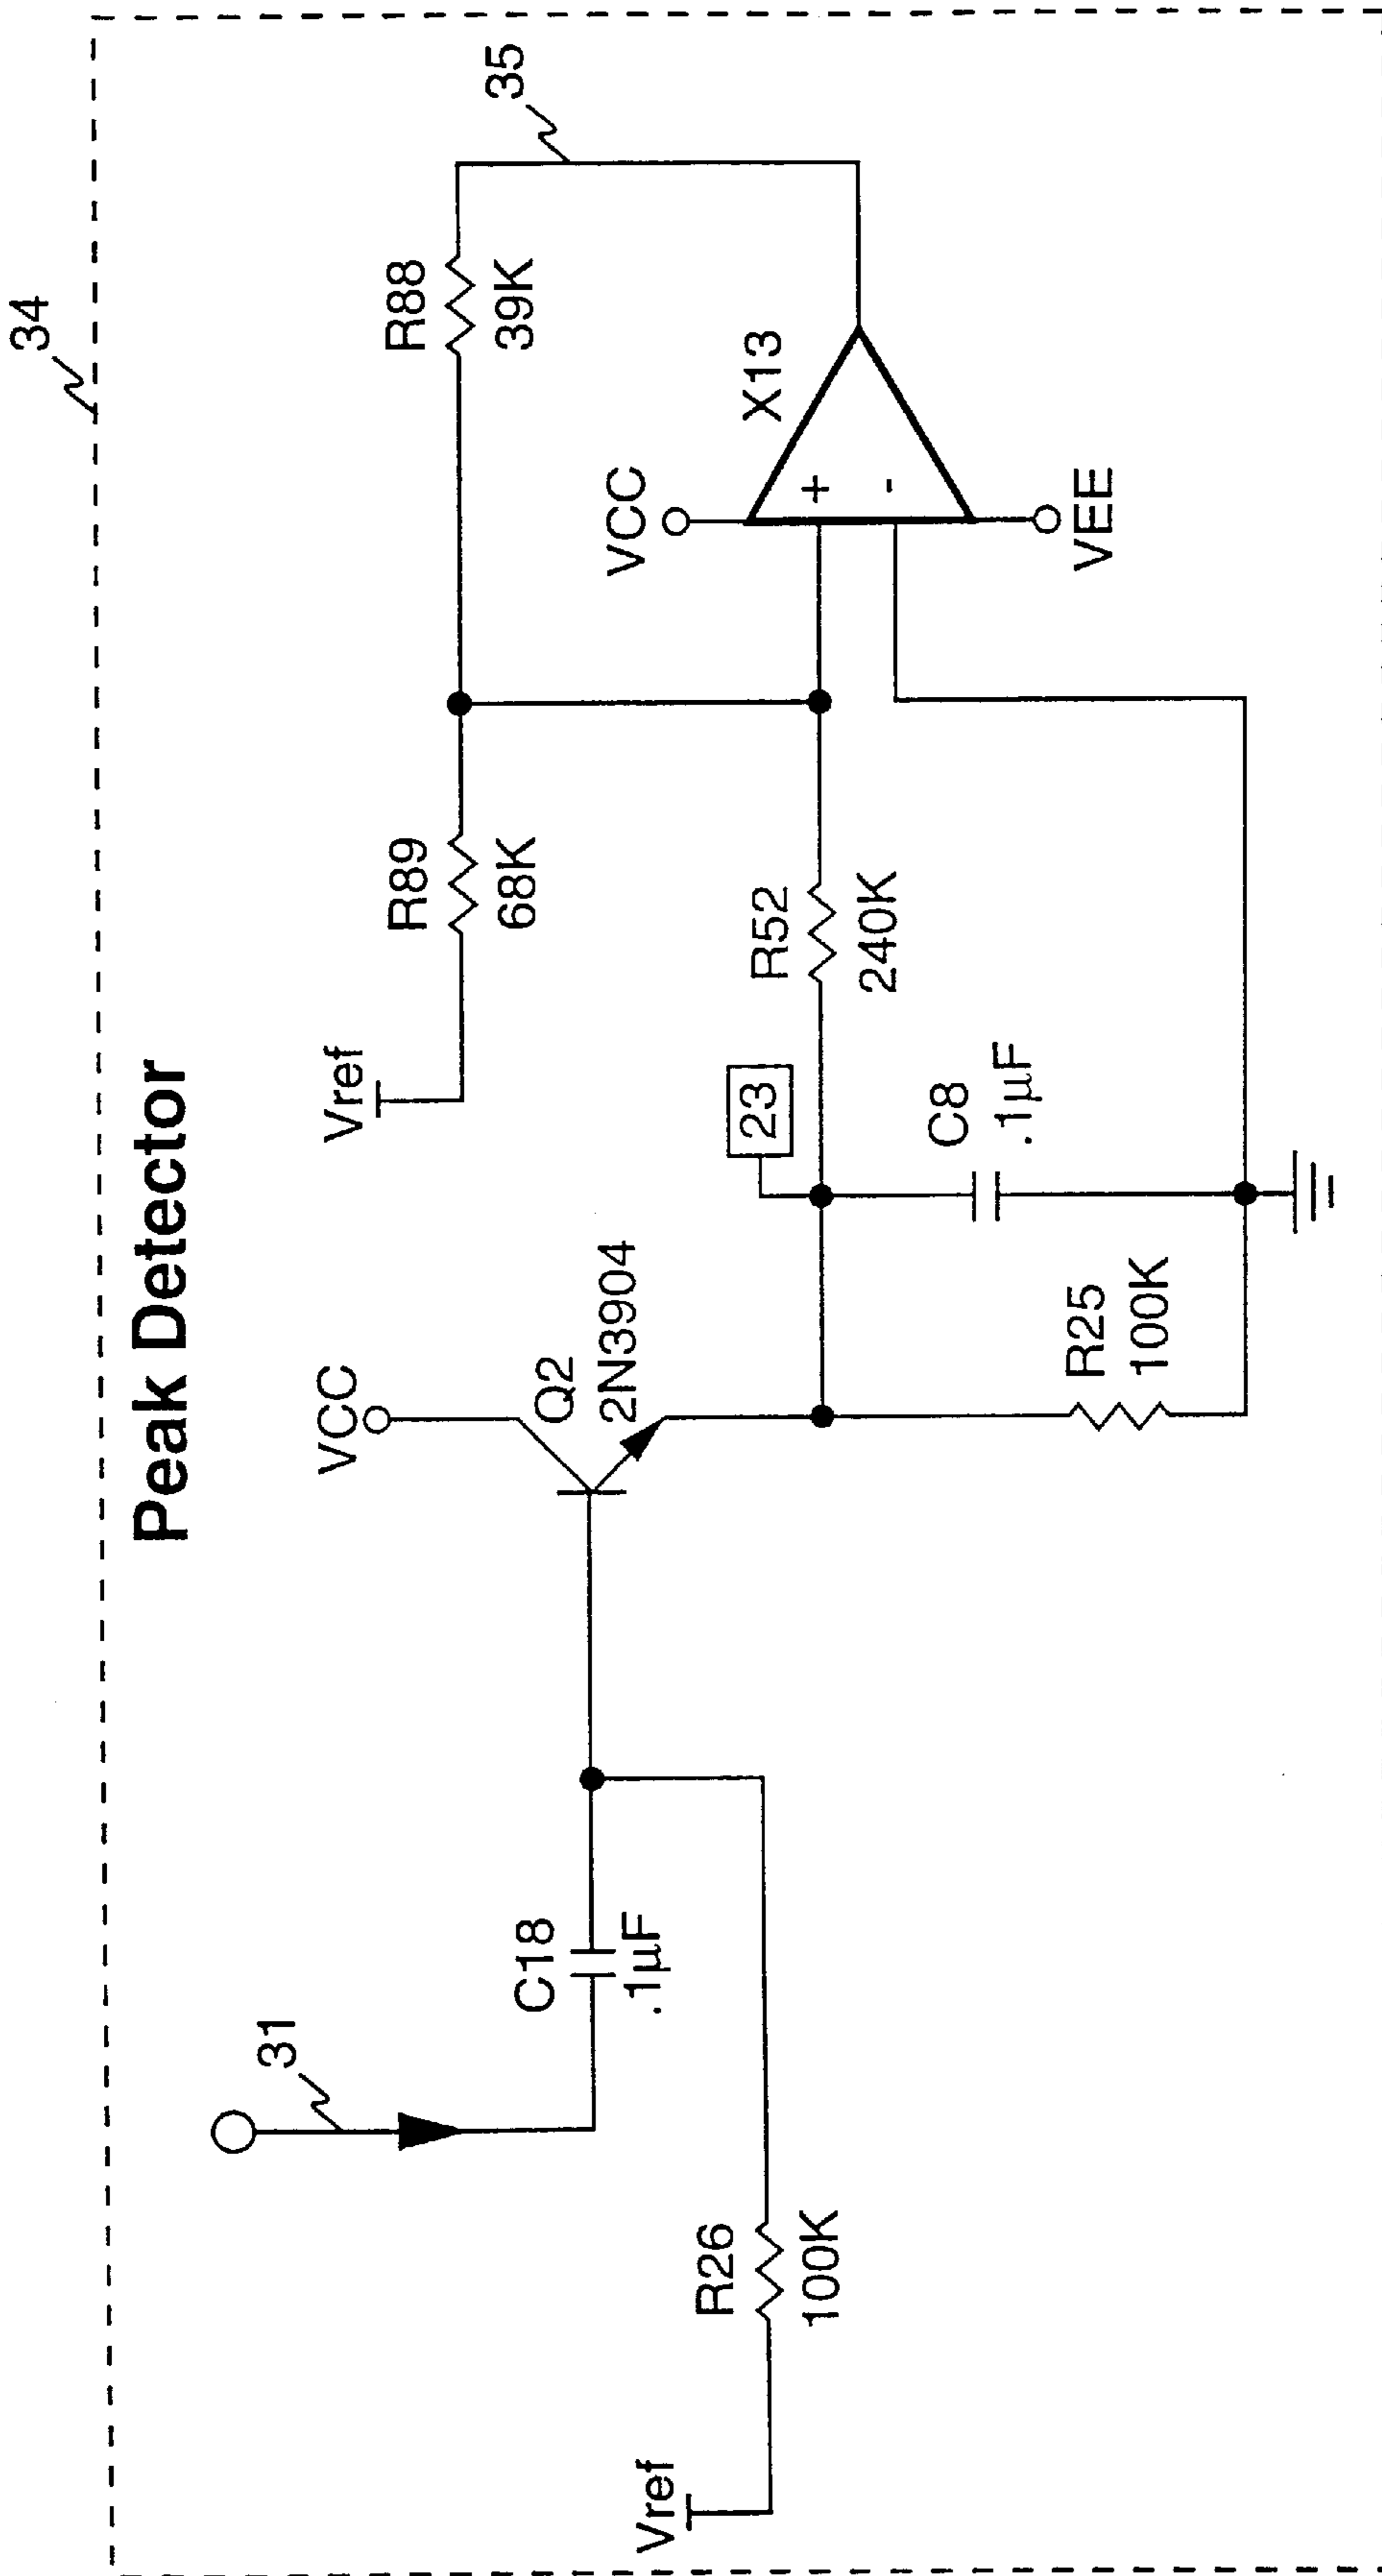 34
Peak Detector
31
C18
.1µF
R26
100K
Vref
VCC
Q2
2N3904
R25
100K
23
C8
.1µF
R52
240K
Vref
R89
68K
R88
39K
35
VCC
X13
+
-
VEE